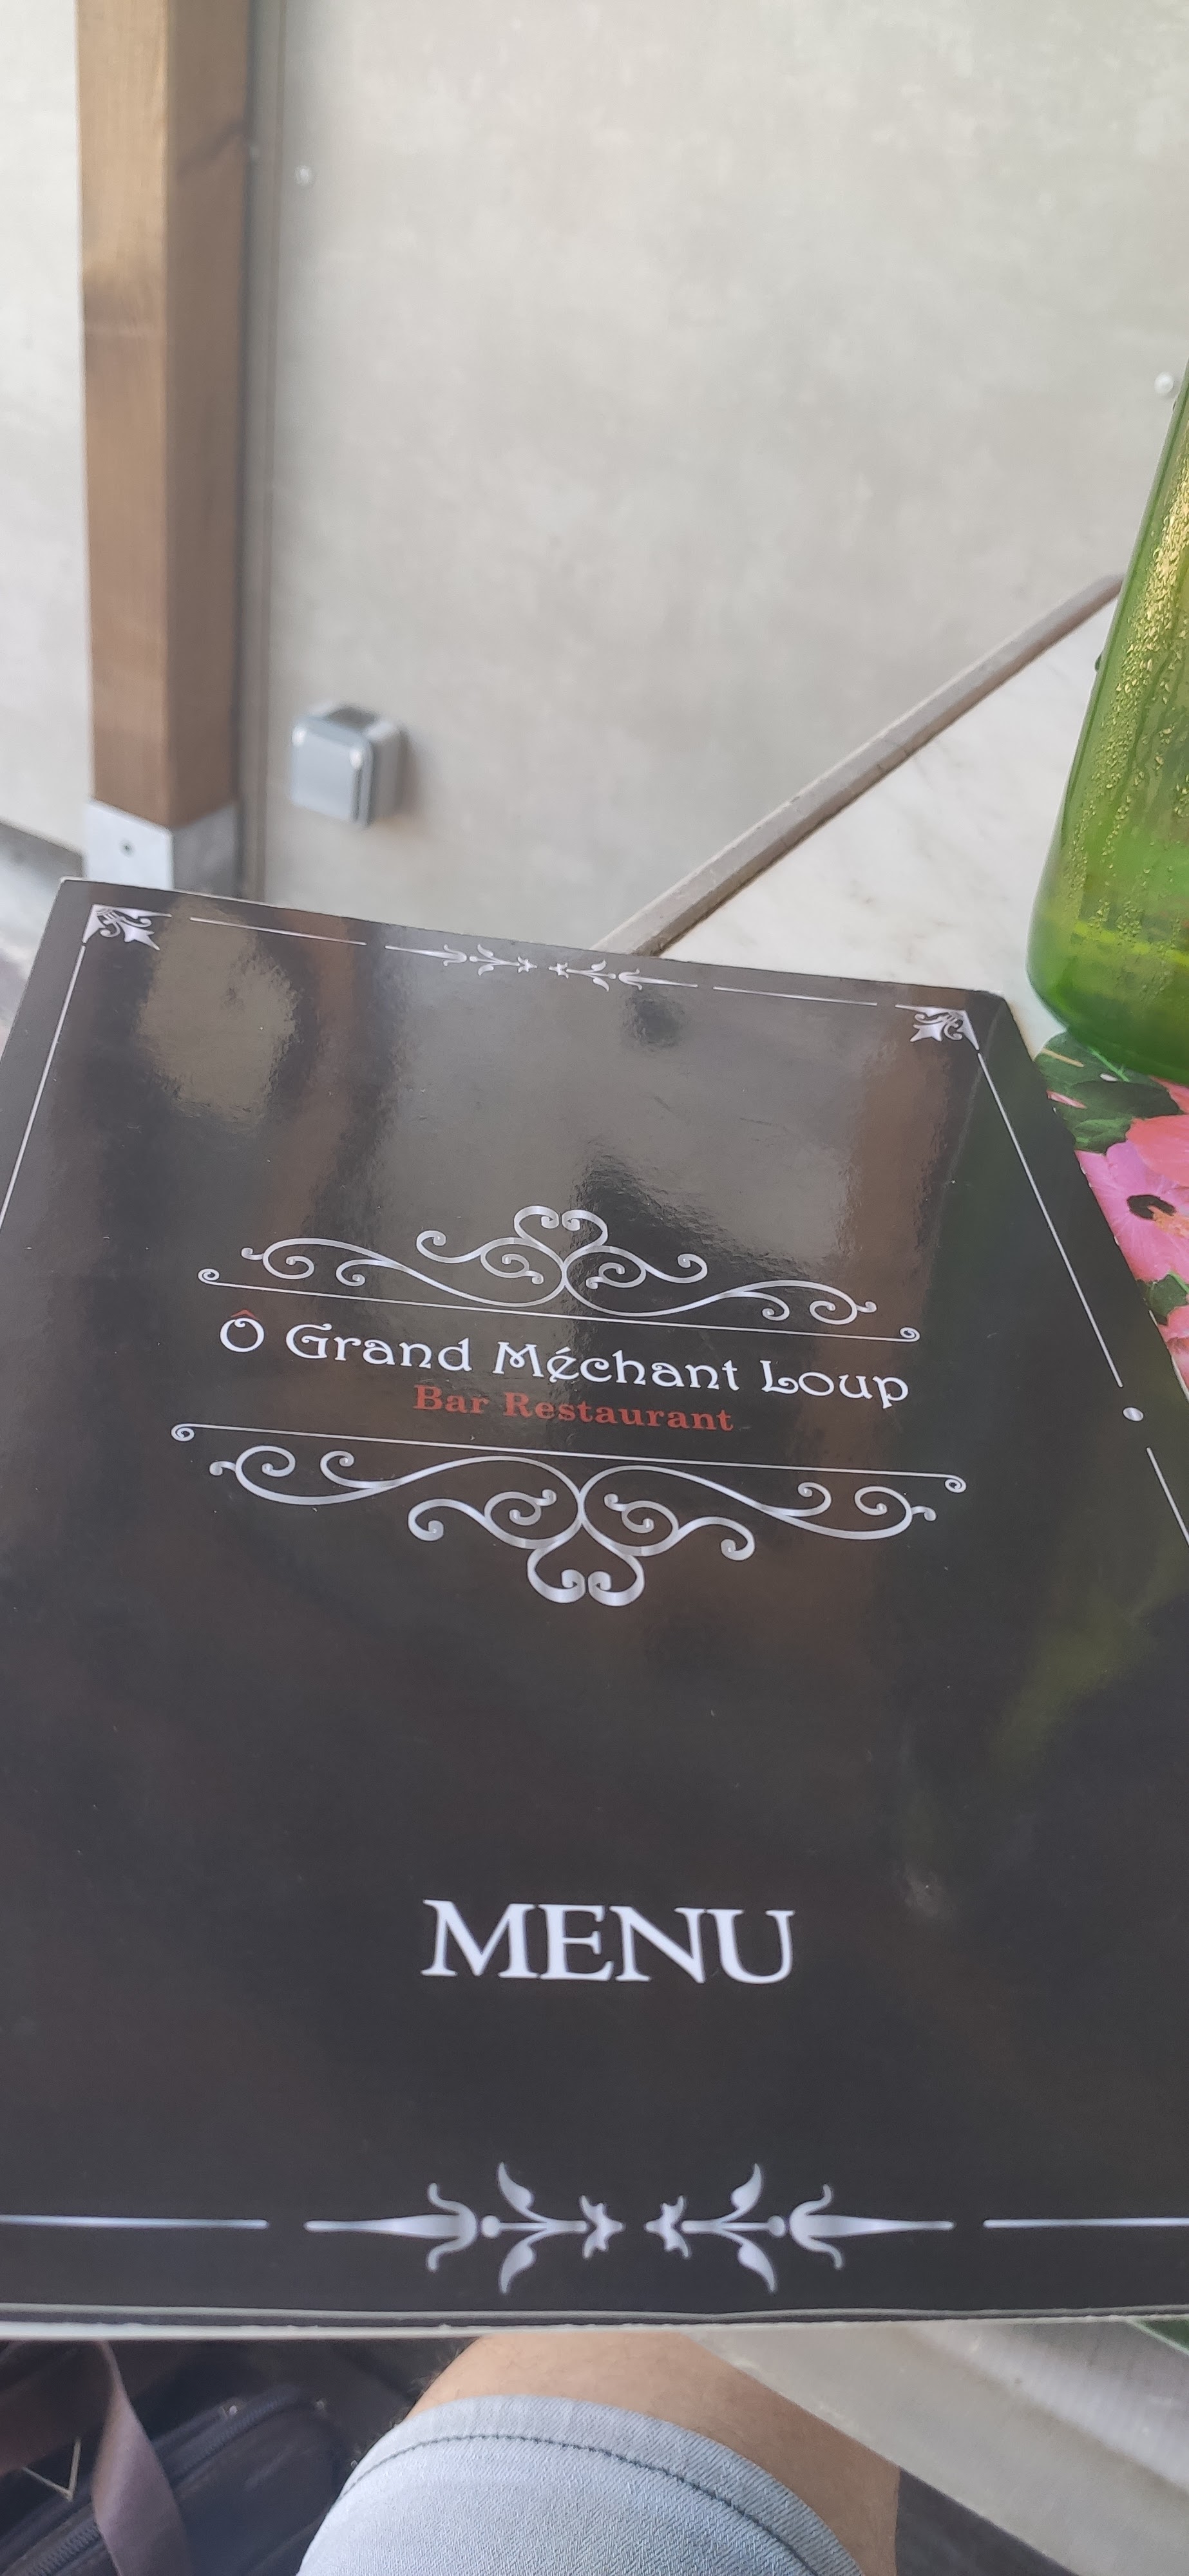 Ô Grand Méchant Loup
Bar Restaurant
MENU